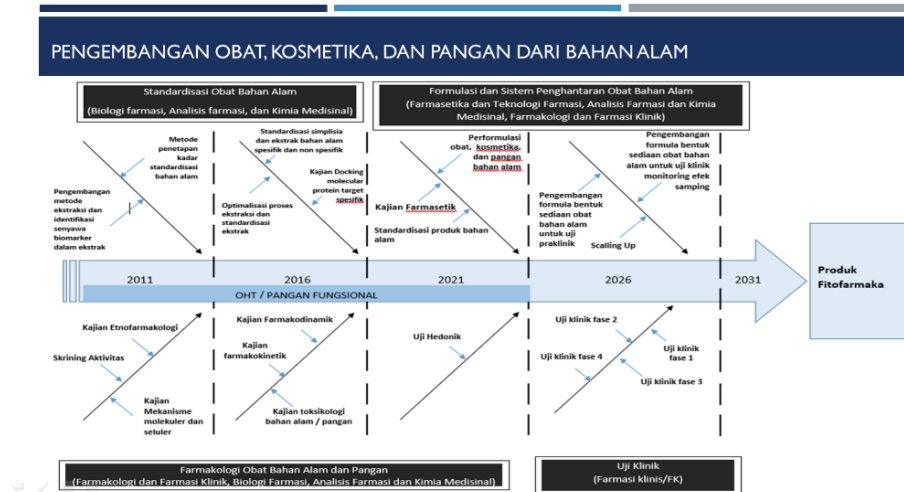 PENGEMBANGAN OBAT, KOSMETIKA, DAN PANGAN DARI BAHAN ALAM
Standardisasi Obat Bahan Alam
(Biologi farmasi, Analisis farmasi, dan Kimia Medisinal)
Formulasi dan Sistem Penghantaran Obat Bahan Alam
(Farmasetika dan Teknologi Farmasi, Analisis Farmasi dan Kimia
Medisinal, Farmakologi dan Farmasi Klinik)
Metode
penetapan
kadar
standardisasi
bahan alam
Pengembangan
metode
ekstraksi dan
identifikasi
senyawa
biomarker
dalam ekstrak
Standardisasi simplisia
dan ekstrak bahan alam
spesifik dan non spesifik
Kajian Docking
molecular
protein target
spesifik
Optimalisasi proses
ekstraksi dan
standardisasi
ekstrak
Performulasi
obat, kosmetika,
dan pangan
bahan alam
Kajian Farmasetik
Standardisasi produk bahan
alam
Pengembangan
formula bentuk
sediaan obat bahan
alam untuk uji klinik
monitoring efek
samping
Pengembangan
formula bentuk
sediaan obat
bahan alam
untuk uji
praklinik
Scalling Up
2011
2016
2021
2026
2031
OHT / PANGAN FUNGSIONAL
Produk
Fitofarmaka
Kajian Etnofarmakologi
Skrining Aktivitas
Kajian
Mekanisme
molekuler dan
seluler
Kajian Farmakodinamik
Kajian
farmakokinetik
Kajian toksikologi
bahan alam / pangan
Uji Hedonik
Uji klinik fase 2
Uji klinik
fase 1
Uji klinik fase 4
Uji klinik fase 3
Farmakologi Obat Bahan Alam dan Pangan
(Farmakologi dan Farmasi Klinik, Biologi Farmasi, Analisis Farmasi dan Kimia Medisinal)
Uji Klinik
(Farmasi klinis/FK)